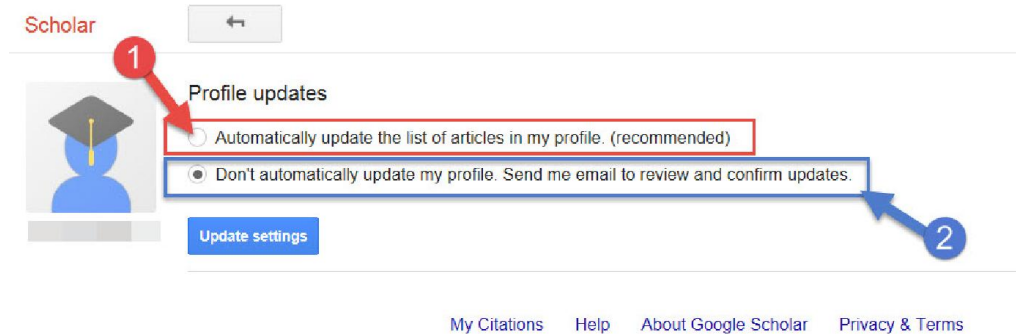 Scholar
1
Profile updates
Automatically update the list of articles in my profile. (recommended)
Don't automatically update my profile. Send me email to review and confirm updates.
Update settings
2
My Citations Help About Google Scholar Privacy & Terms